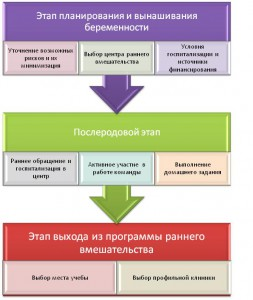 Этап планирования и вынашивания
беременности
Уточнение возможных
рисков и их
минимизация
Выбор центра раннего
вмешательства
Условия
госпитализации и
источники
финансирования
Послеродовой этап
Раннее обращение и
госпитализация в
центр
Активное участие в
работе команды
Выполнение
домашнего задания
Этап выхода из программы раннего
вмешательства
Выбор места учебы
Выбор профильной клиники